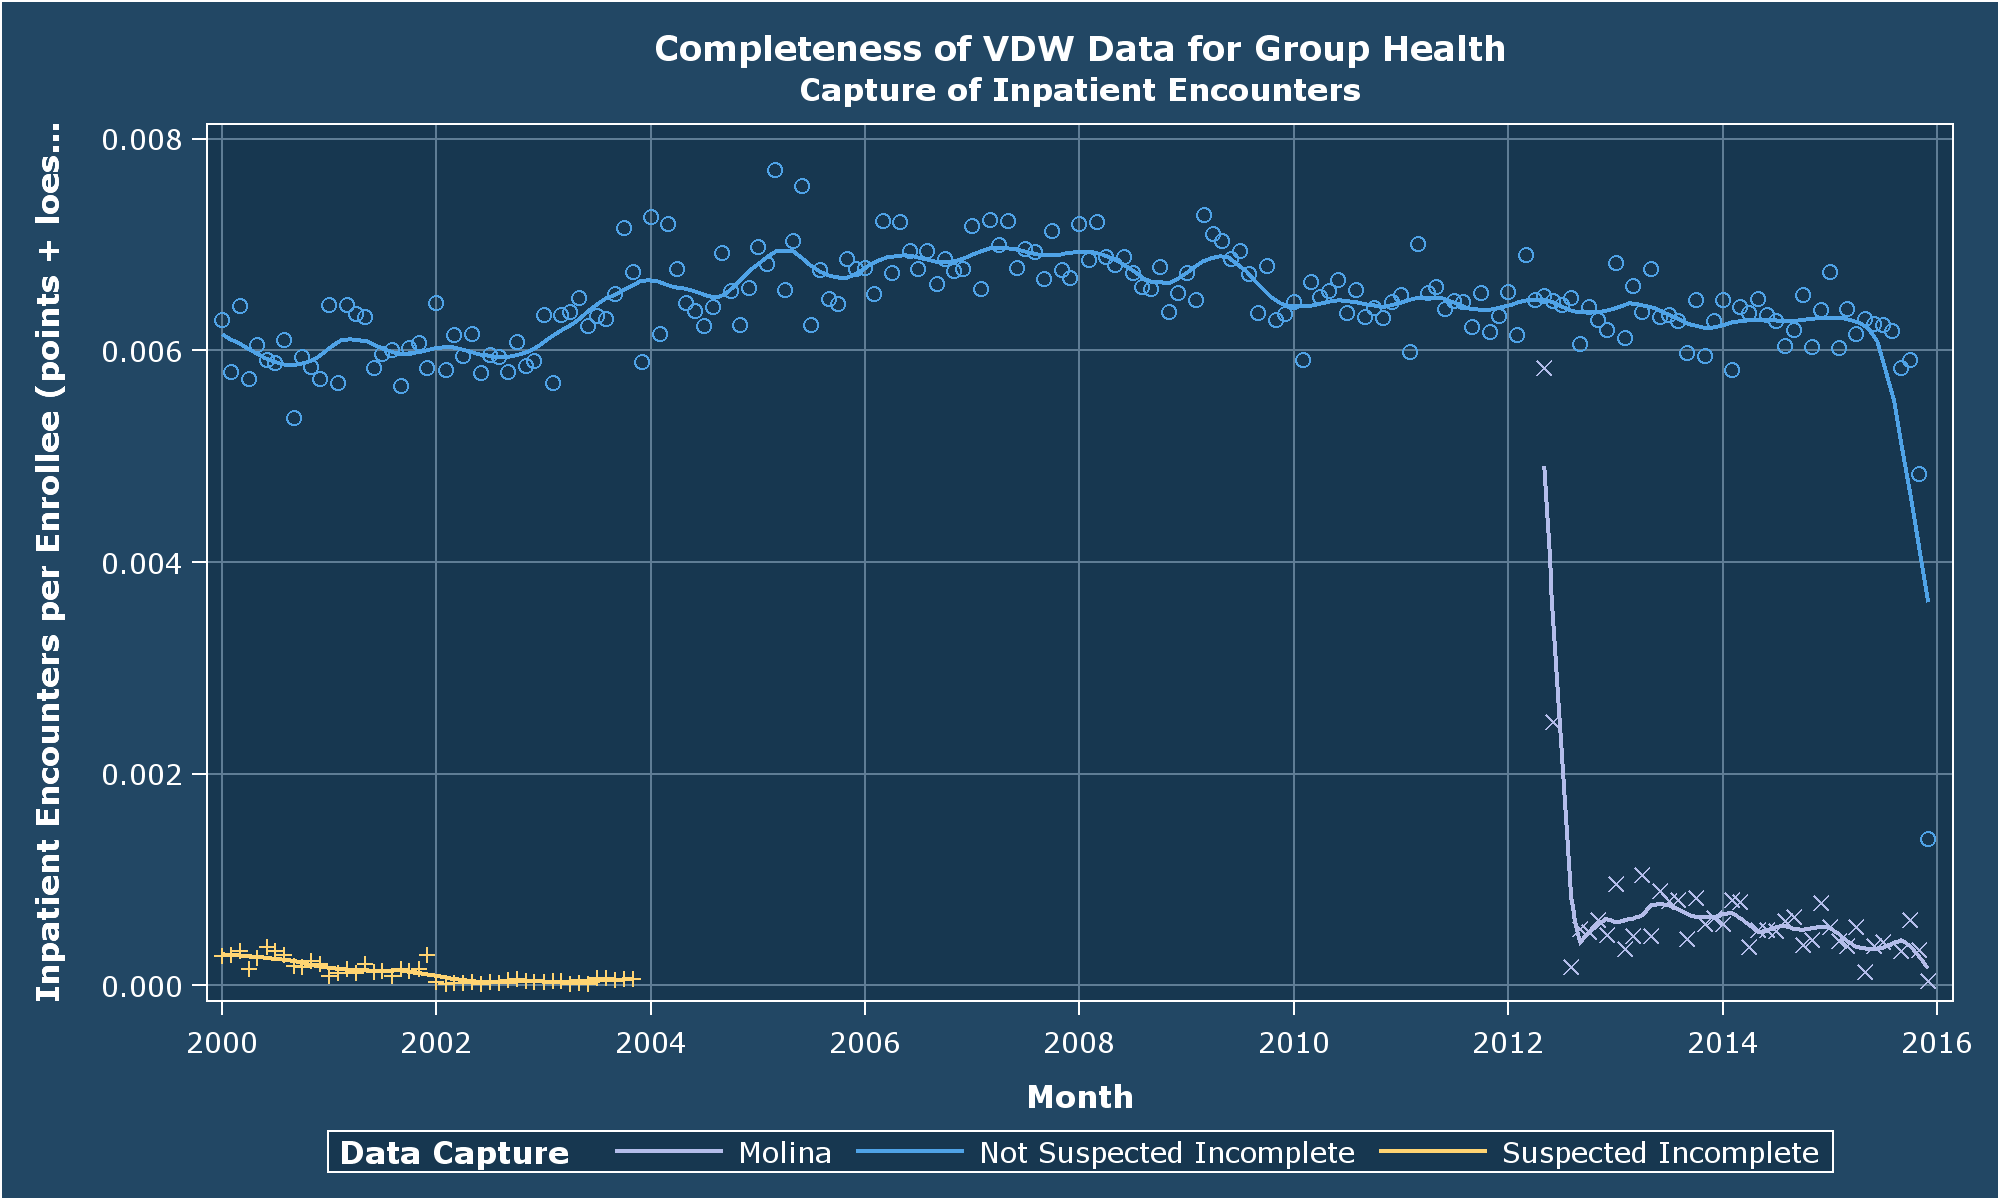 Completeness of VDW Data for Group Health
Capture of Inpatient Encounters
Inpatient Encounters per Enrollee (points + loes...
0.008
0.006
0.004
0.002
0.000
2000 2002 2004 2006 2008 2010 2012 2014 2016
Month
Data Capture Molina Not Suspected Incomplete Suspected Incomplete